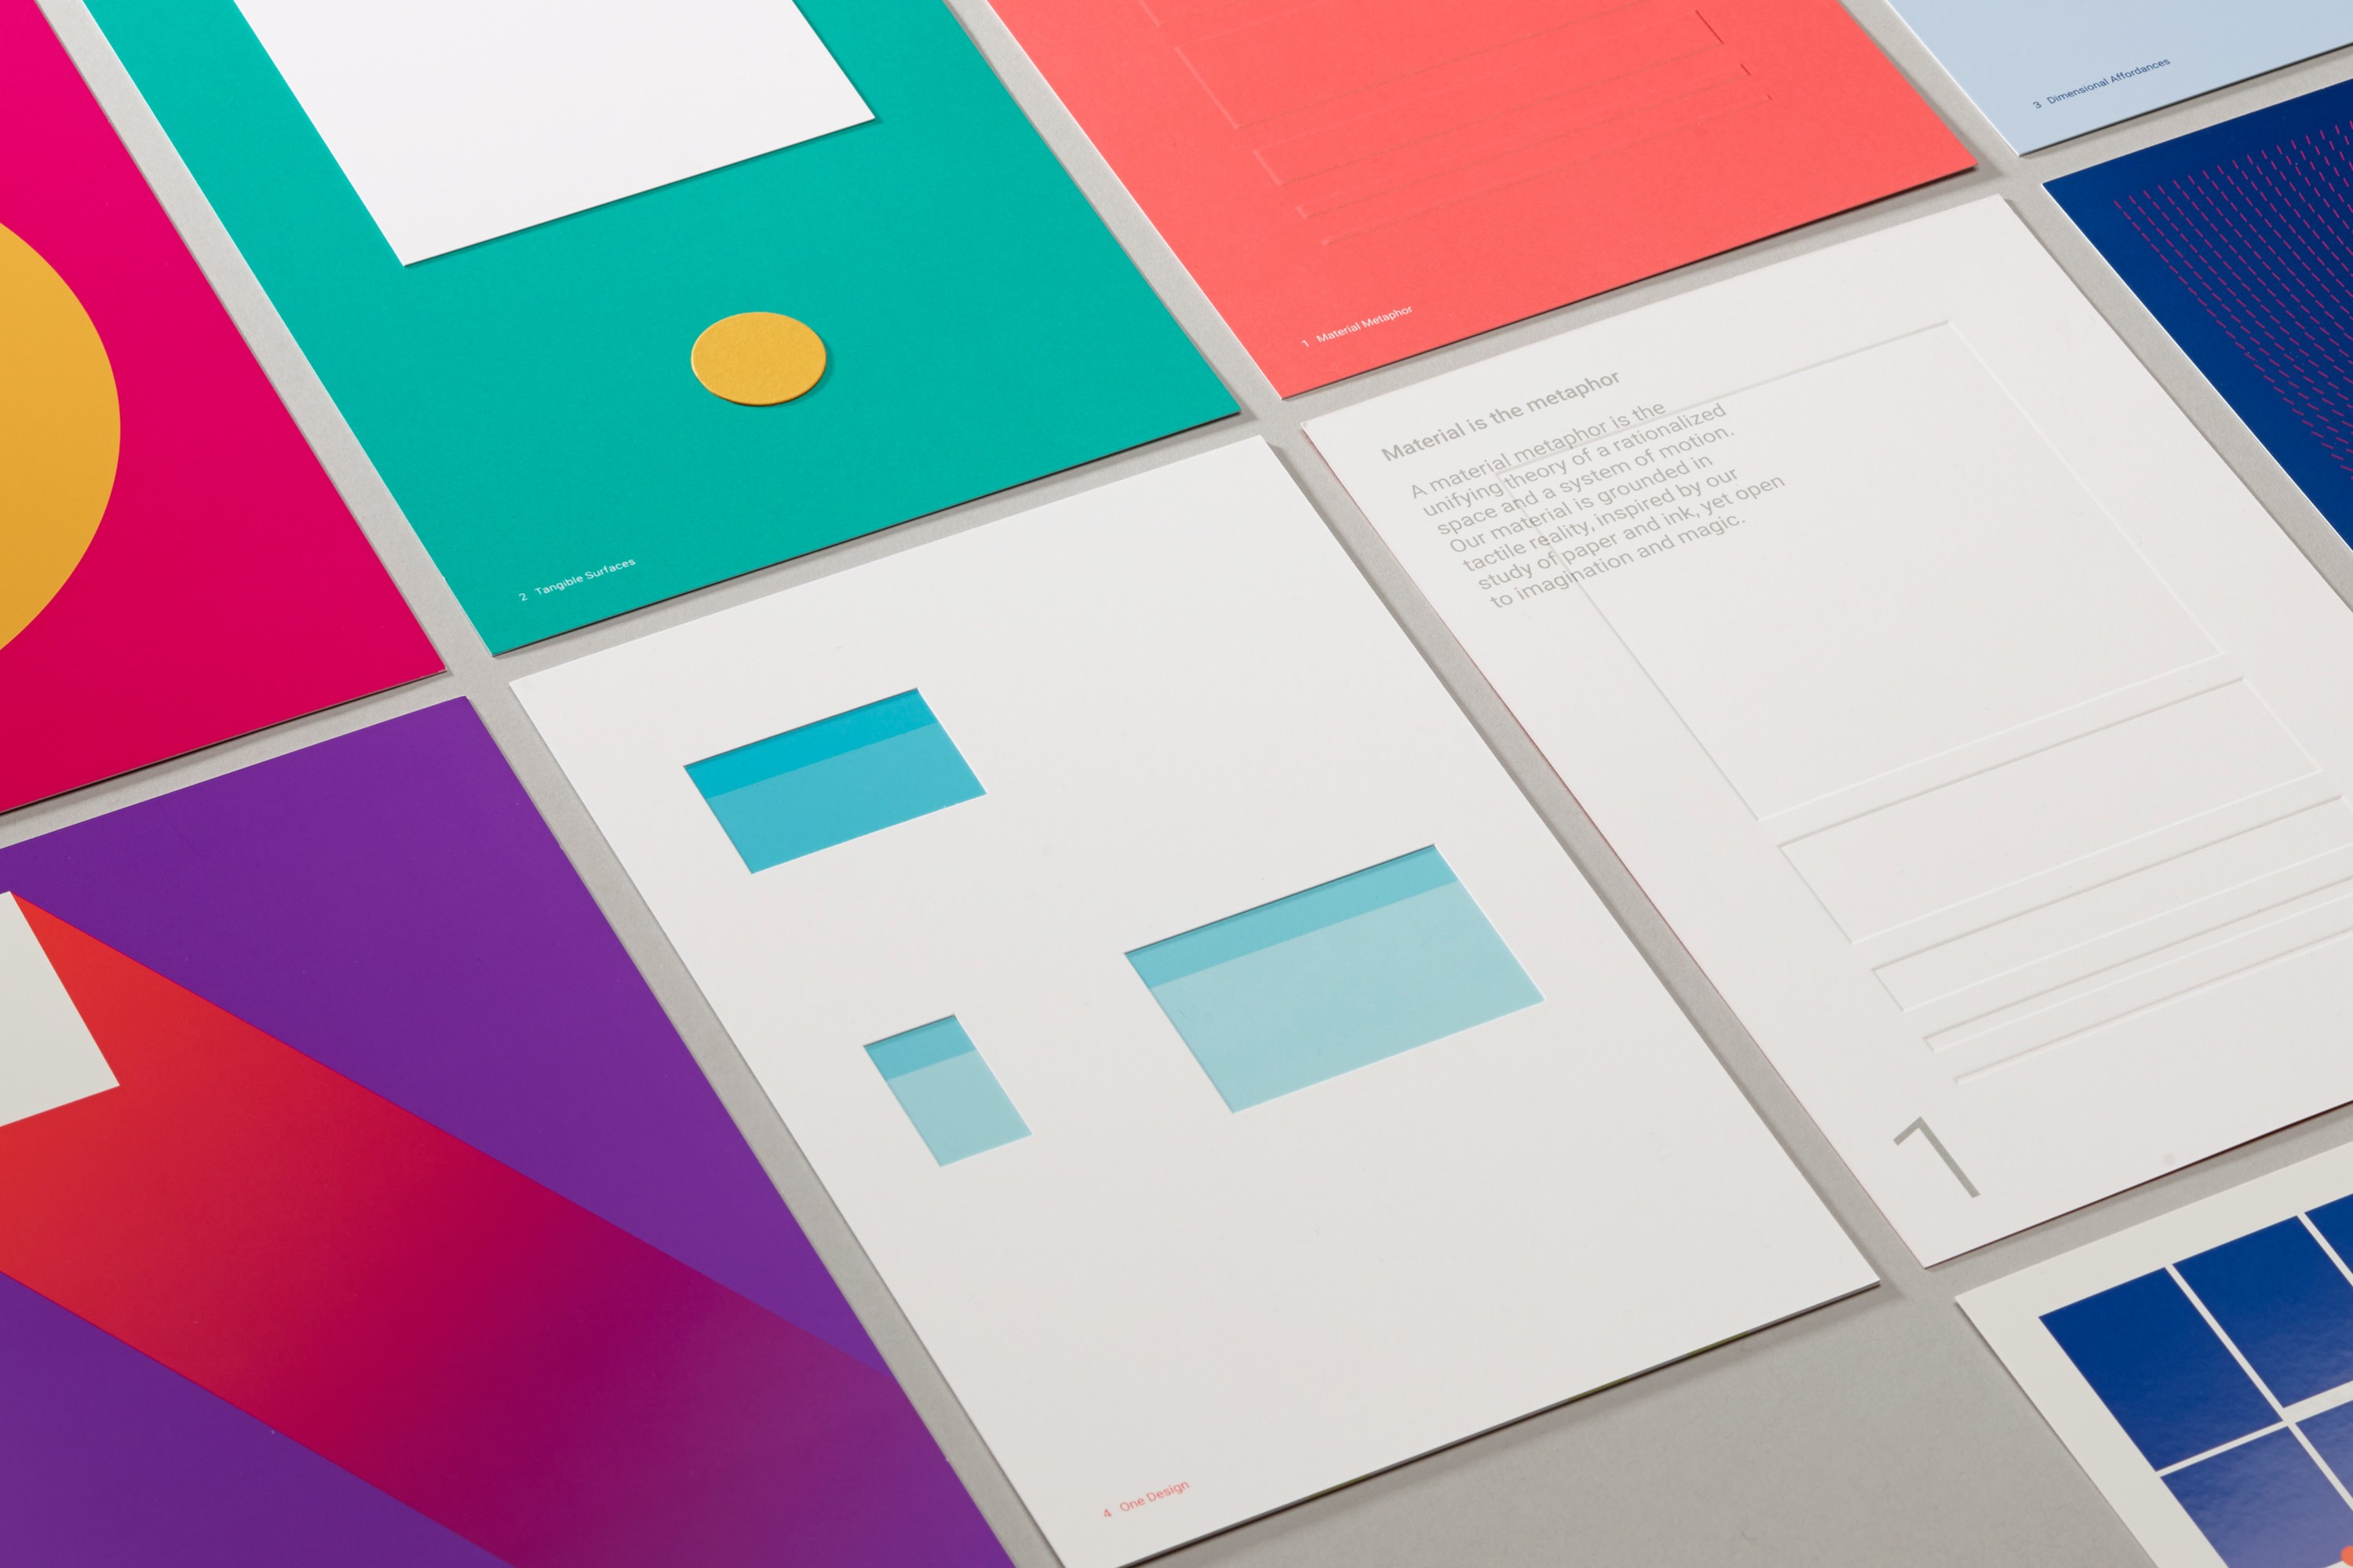 3 Dimensional Affordances
1 Material Metaphor
2 Tangible Surfaces
Material is the metaphor
A material metaphor is the
unifying theory of a rationalized
space and a system of motion.
Our material is grounded in
tactile reality, inspired by our
study of paper and ink, yet open
to imagination and magic.
1
4 One Design